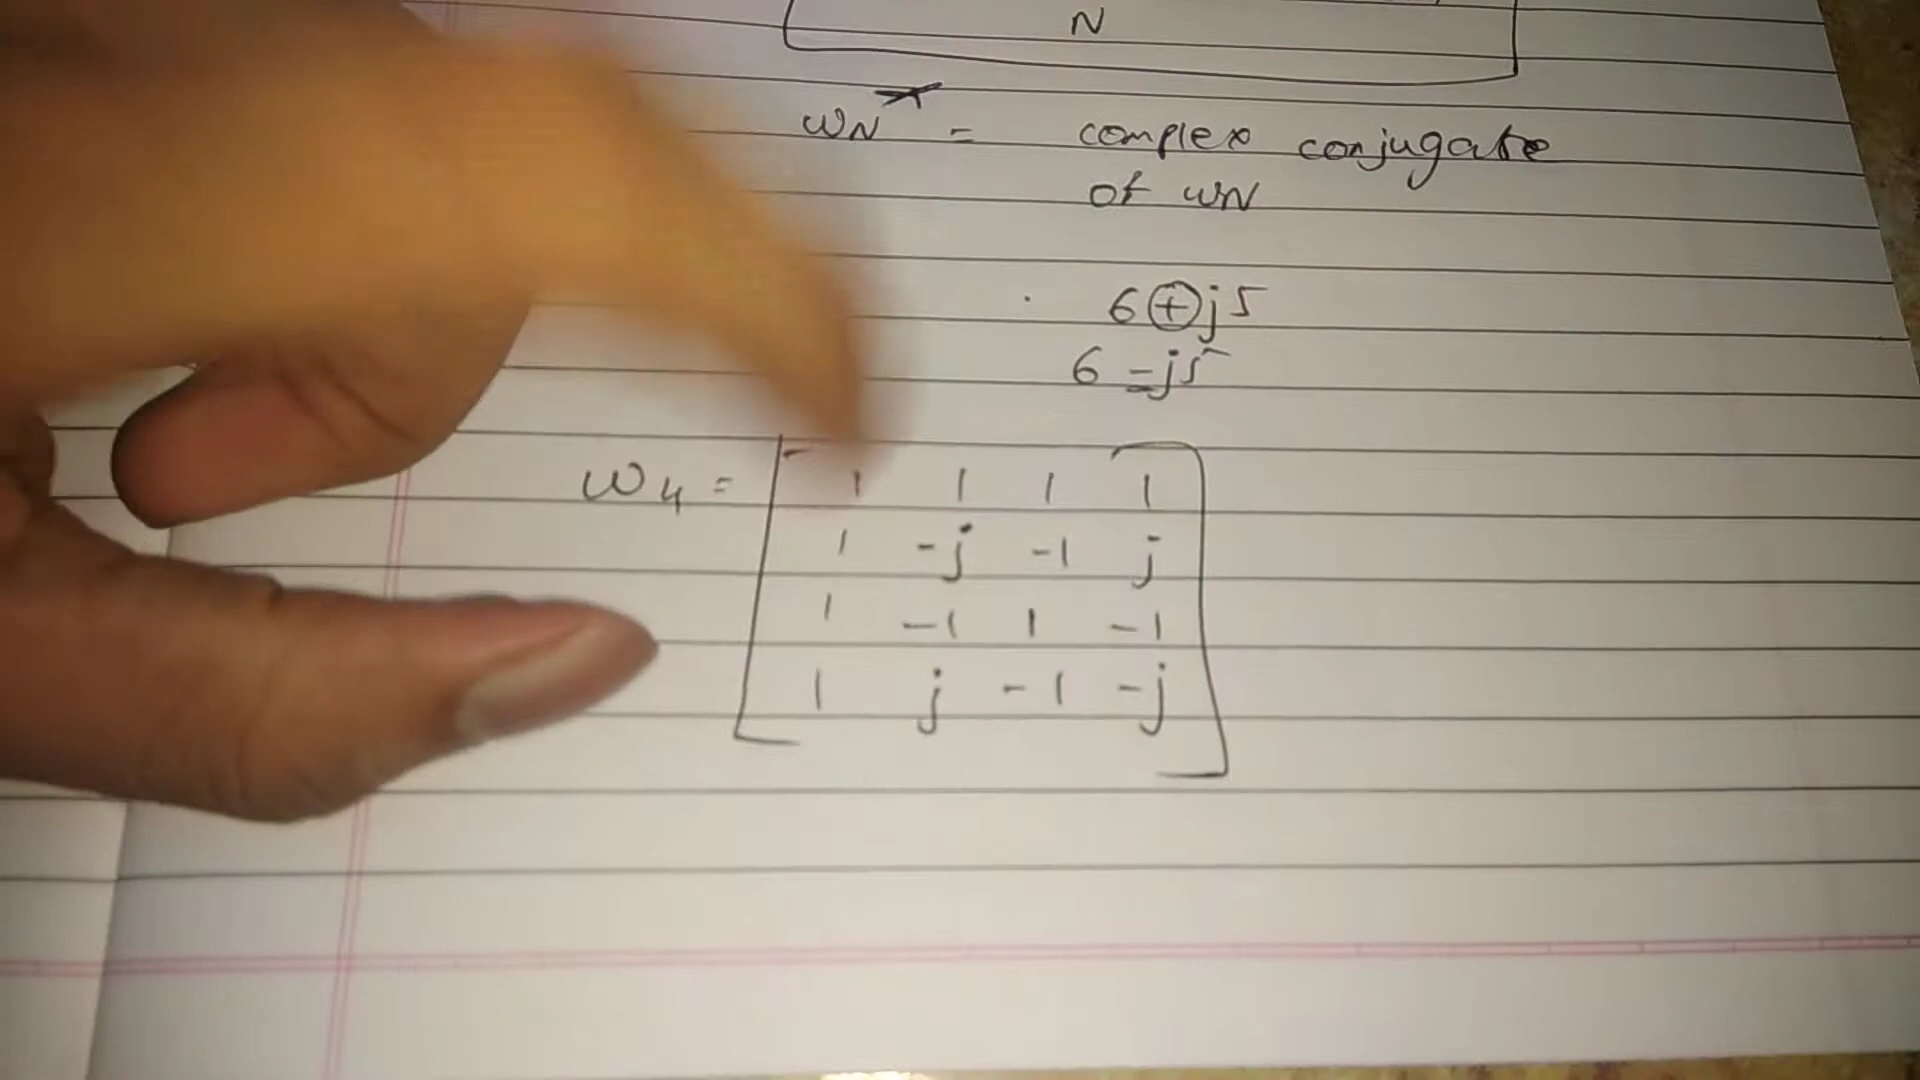 N
WN* = complex conjugate
of WN
6+j5
6-j5
W4 =
1 1 1 1
1 -j -1 j
1 -1 1 -1
1 j -1 -j